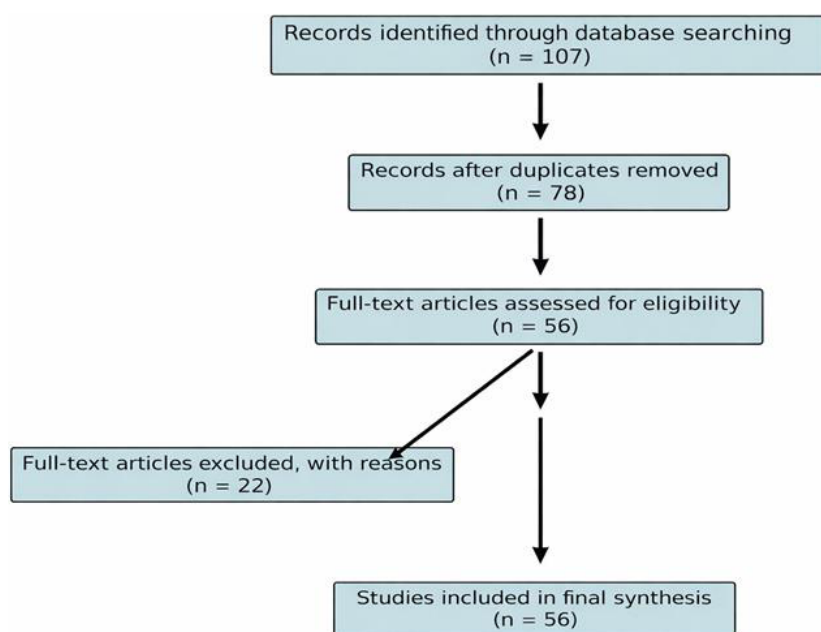 Records identified through database searching
(n = 107)
Records after duplicates removed
(n = 78)
Full-text articles assessed for eligibility
(n = 56)
Full-text articles excluded, with reasons
(n = 22)
Studies included in final synthesis
(n = 56)